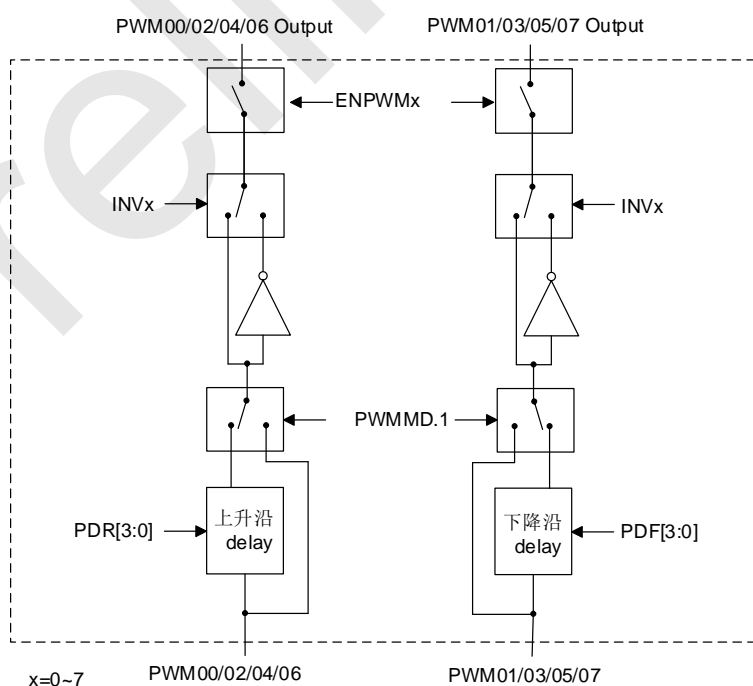 PWM00/02/04/06 Output
PWM01/03/05/07 Output
ENPWMx
INVx
INVx
PWMMD.1
PDR[3:0]
上升沿
delay
下降沿
delay
PDF[3:0]
x=0~7
PWM00/02/04/06
PWM01/03/05/07